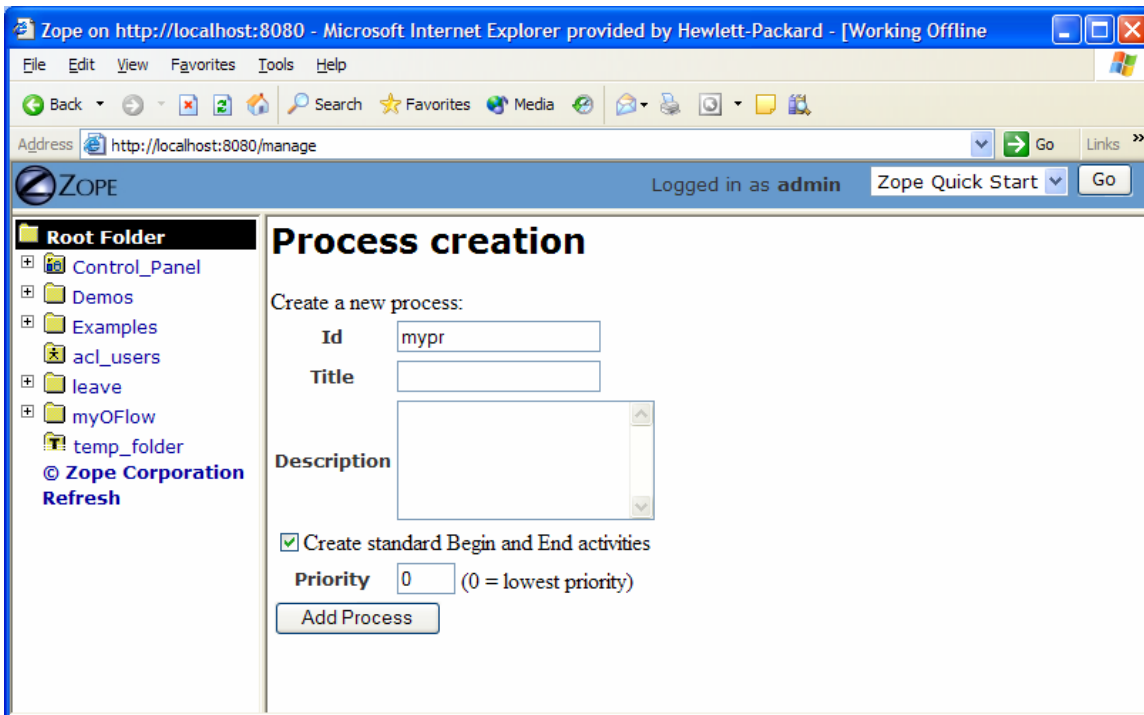 Zope on http://localhost:8080 - Microsoft Internet Explorer provided by Hewlett-Packard - [Working Offline
File Edit View Favorites Tools Help
Back Search Favorites Media
Address http://localhost:8080/manage Go Links »
ZOPE Logged in as admin Zope Quick Start Go
Root Folder
Control_Panel
Demos
Examples
acl_users
leave
myOFlow
temp_folder
© Zope Corporation
Refresh
Process creation
Create a new process:
Id mypr
Title
Description
Create standard Begin and End activities
Priority 0 (0 = lowest priority)
Add Process